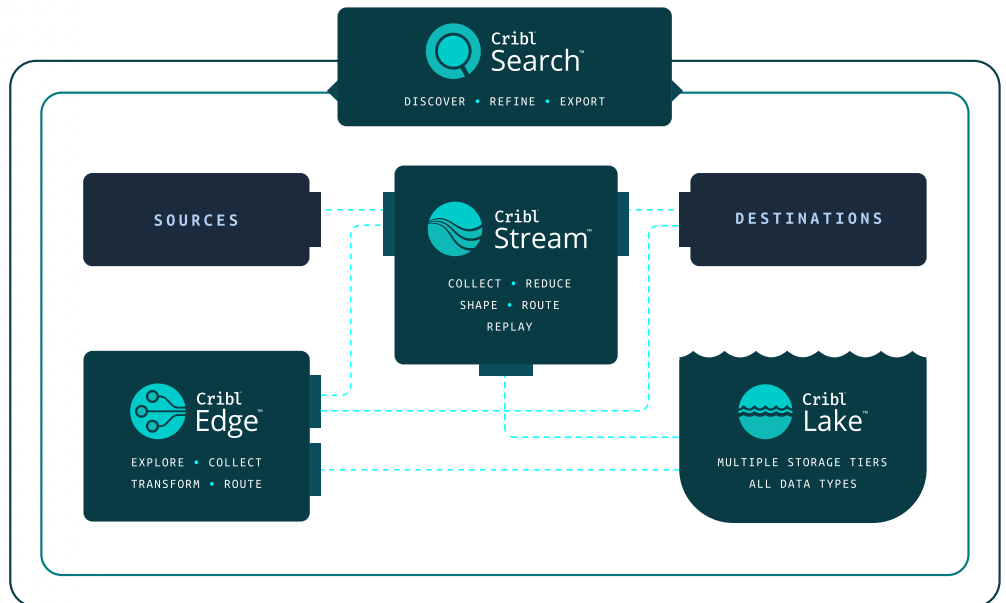 Cribl
Search™
DISCOVER • REFINE • EXPORT
SOURCES
Cribl
Stream™
COLLECT • REDUCE
SHAPE • ROUTE
REPLAY
DESTINATIONS
Cribl
Edge™
EXPLORE • COLLECT
TRANSFORM • ROUTE
Cribl
Lake™
MULTIPLE STORAGE TIERS
ALL DATA TYPES